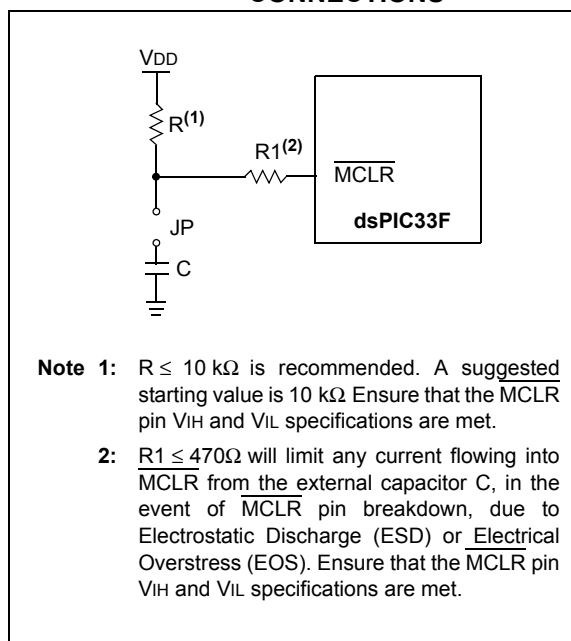 CONNECTIONS
VDD
R(1)
R1(2)
MCLR
dsPIC33F
JP
C
Note 1: R ≤ 10 kΩ is recommended. A suggested
starting value is 10 kΩ Ensure that the MCLR
pin VIH and VIL specifications are met.
2: R1 ≤ 470Ω will limit any current flowing into
MCLR from the external capacitor C, in the
event of MCLR pin breakdown, due to
Electrostatic Discharge (ESD) or Electrical
Overstress (EOS). Ensure that the MCLR pin
VIH and VIL specifications are met.